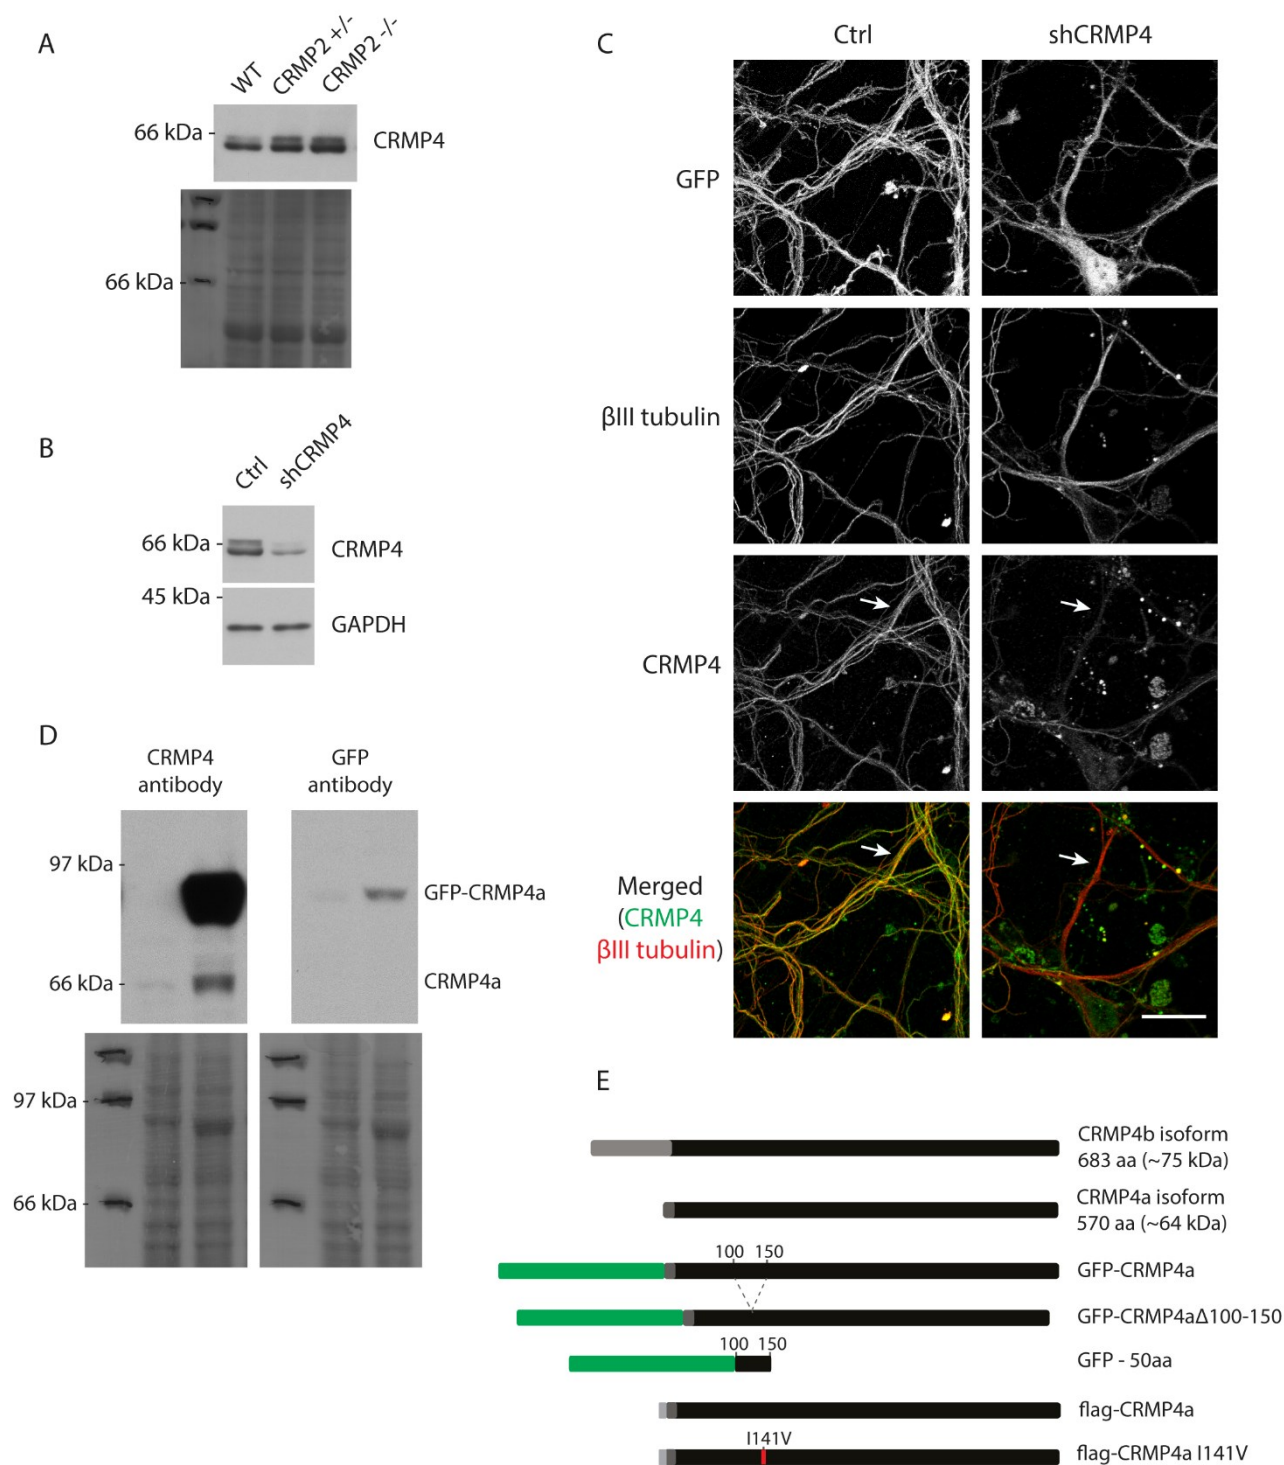 A
WT
CRMP2 +/-
CRMP2 -/-
66 kDa
CRMP4
66 kDa
B
Ctrl
shCRMP4
66 kDa
CRMP4
45 kDa
GAPDH
C
Ctrl
shCRMP4
GFP
βIII tubulin
CRMP4
Merged
(CRMP4
βIII tubulin)
D
CRMP4
antibody
GFP
antibody
97 kDa
GFP-CRMP4a
66 kDa
CRMP4a
97 kDa
66 kDa
E
CRMP4b isoform
683 aa (~75 kDa)
CRMP4a isoform
570 aa (~64 kDa)
100 150
GFP-CRMP4a
GFP-CRMP4aΔ100-150
100 150
GFP - 50aa
flag-CRMP4a
I141V
flag-CRMP4a I141V